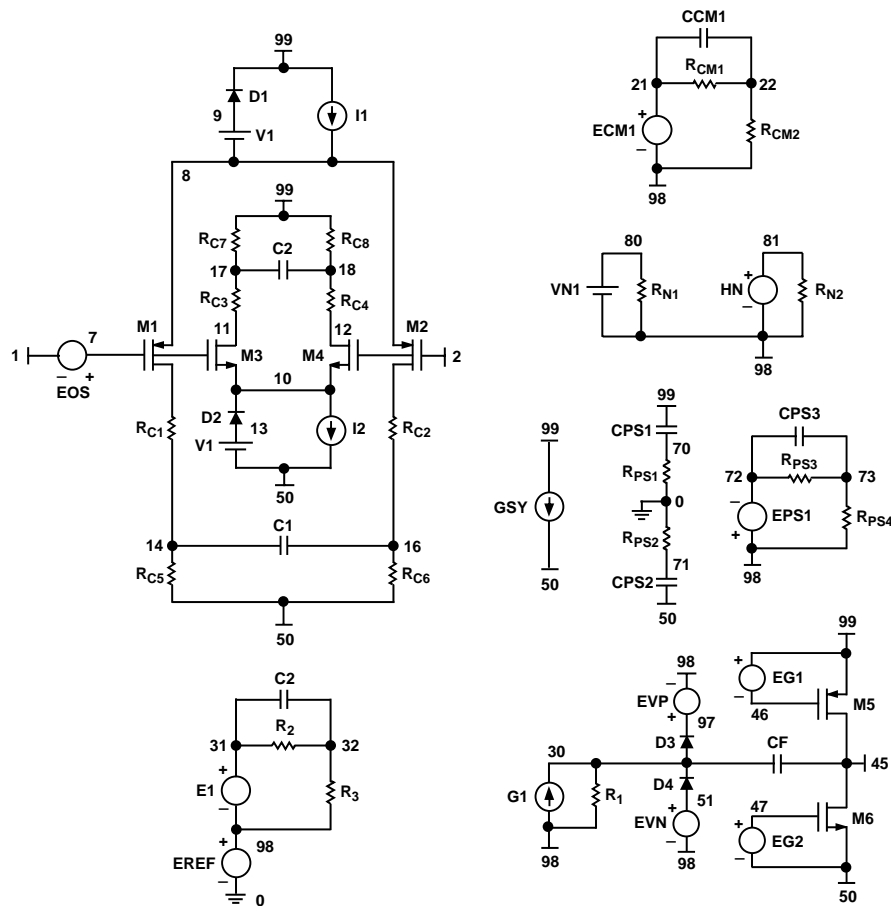 99
D1
9
V1
I1
8
99
RC7
C2
RC8
17
18
RC3
RC4
7
M1
11
12
M2
1
M3
M4
2
EOS
10
D2
13
RC1
V1
I2
RC2
50
C1
14
16
RC5
RC6
50
C2
R2
31
32
E1
R3
98
EREF
0
CCM1
RCM1
21
22
ECM1
RCM2
98
80
81
VN1
RN1
HN
RN2
98
99
GSY
50
99
CPS1
70
RPS1
0
RPS2
71
CPS2
50
CPS3
RPS3
72
73
EPS1
RPS4
98
99
98
EG1
EVP
M5
97
46
D3
30
CF
45
D4
G1
R1
51
47
M6
EVN
EG2
98
98
50